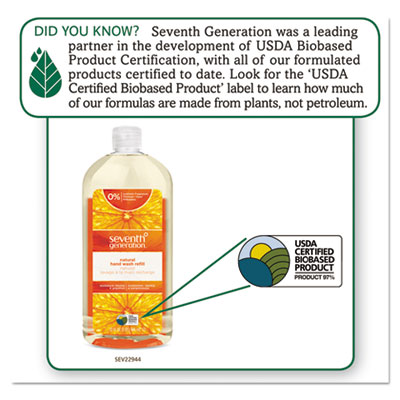 DID YOU KNOW? Seventh Generation was a leading
partner in the development of USDA Biobased
Product Certification, with all of our formulated
products certified to date. Look for the ‘USDA
Certified Biobased Product’ label to learn how much
of our formulas are made from plants, not petroleum.
0%
seventh
generation
natural
hand wash refill
USDA
CERTIFIED
BIOBASED
PRODUCT
PRODUCT 97%
SEV22944